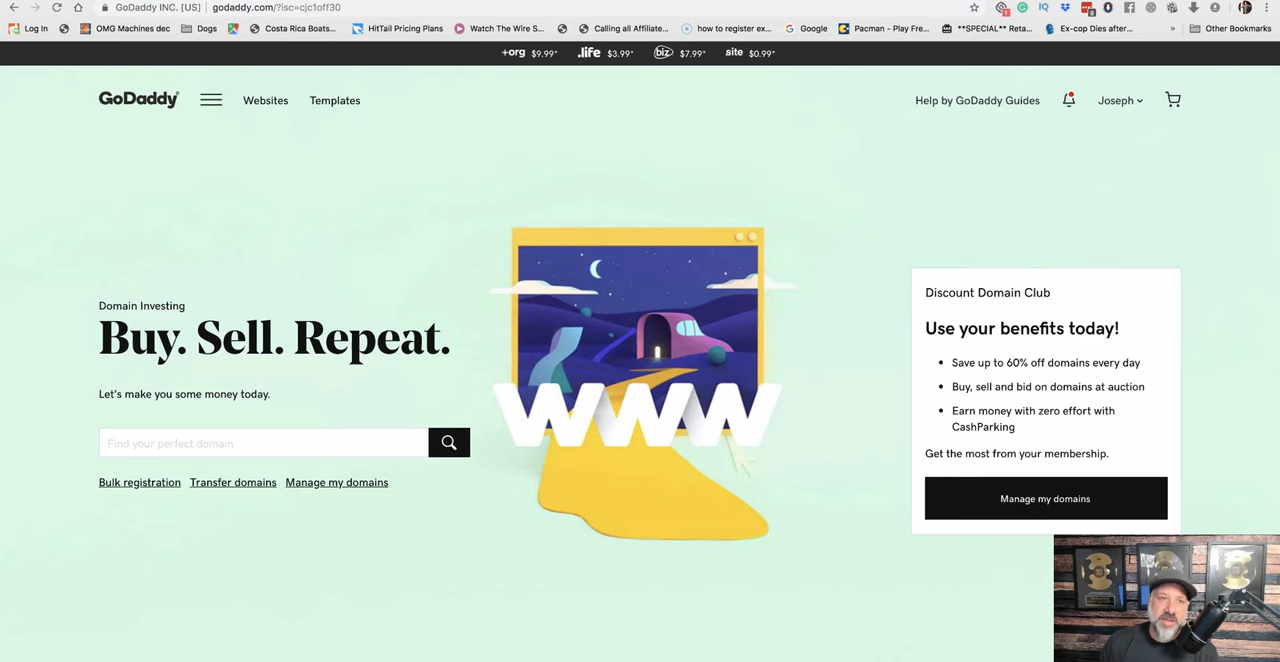 GoDaddy INC. [US] godaddy.com/?isc=cjc1off30
Log In OMG Machines dec Dogs Costa Rica Boats... HitTail Pricing Plans Watch The Wire S... Calling all Affiliate... how to register ex... Google Pacman - Play Fre... **SPECIAL** Reta... Ex-cop Dies after... » Other Bookmarks
+org $9.99* .life $3.99* biz $7.99* site $0.99*
GoDaddy Websites Templates Help by GoDaddy Guides Joseph
Domain Investing
Buy. Sell. Repeat.
Let's make you some money today.
Find your perfect domain
Bulk registration Transfer domains Manage my domains
www
Discount Domain Club
Use your benefits today!
• Save up to 60% off domains every day
• Buy, sell and bid on domains at auction
• Earn money with zero effort with
CashParking
Get the most from your membership.
Manage my domains